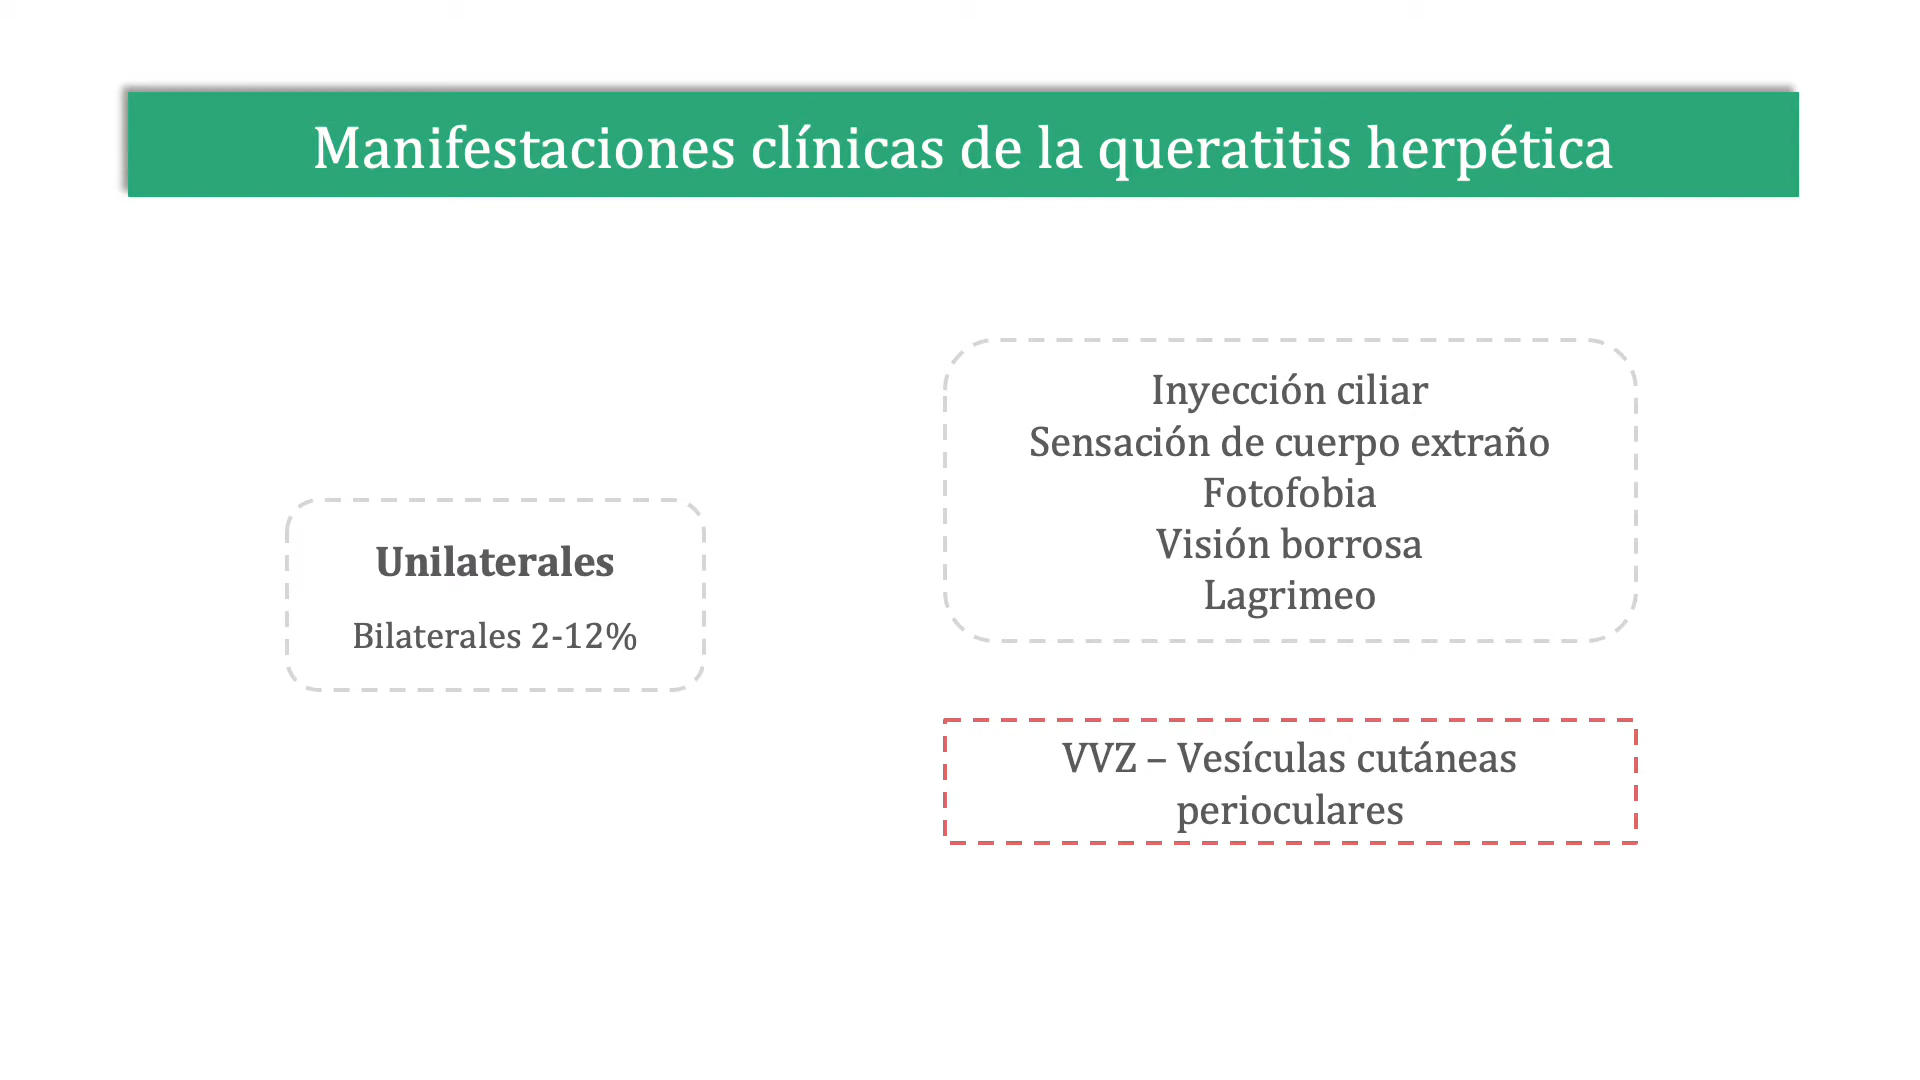 Manifestaciones clínicas de la queratitis herpética
Unilaterales
Bilaterales 2-12%
Inyección ciliar
Sensación de cuerpo extraño
Fotofobia
Visión borrosa
Lagrimeo
VVZ – Vesículas cutáneas
perioculares